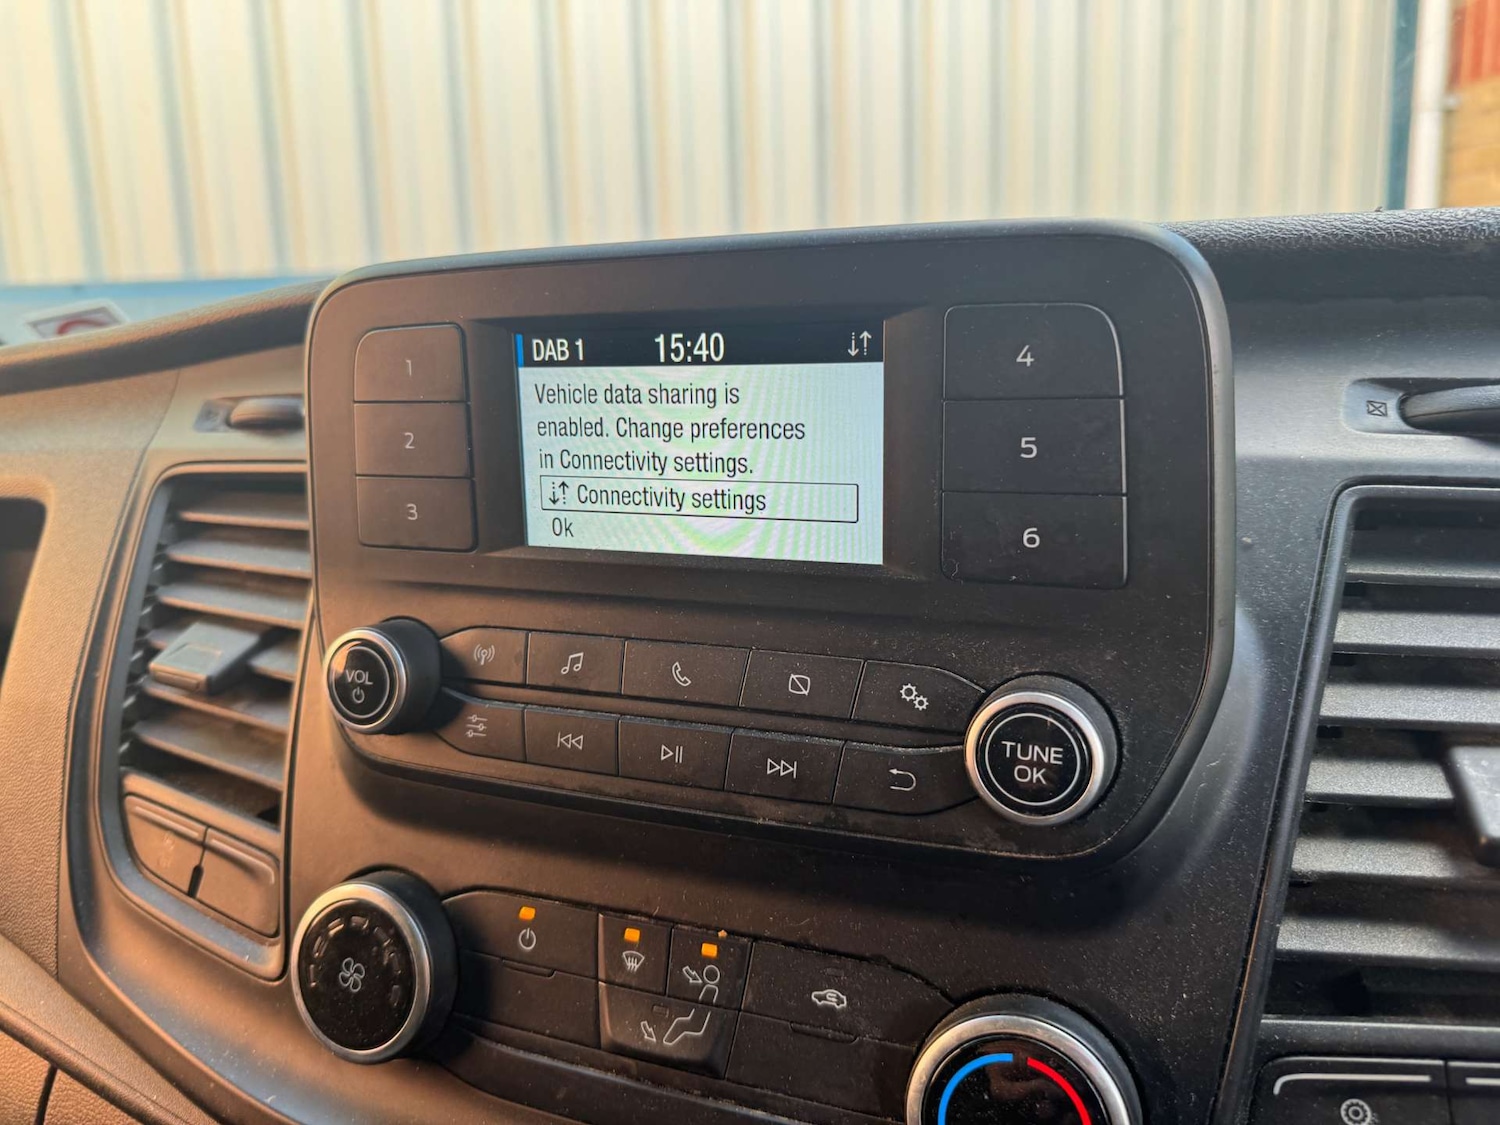 DAB 1 15:40
Vehicle data sharing is
enabled. Change preferences
in Connectivity settings.
Connectivity settings
Ok
1
2
3
4
5
6
VOL
TUNE
OK